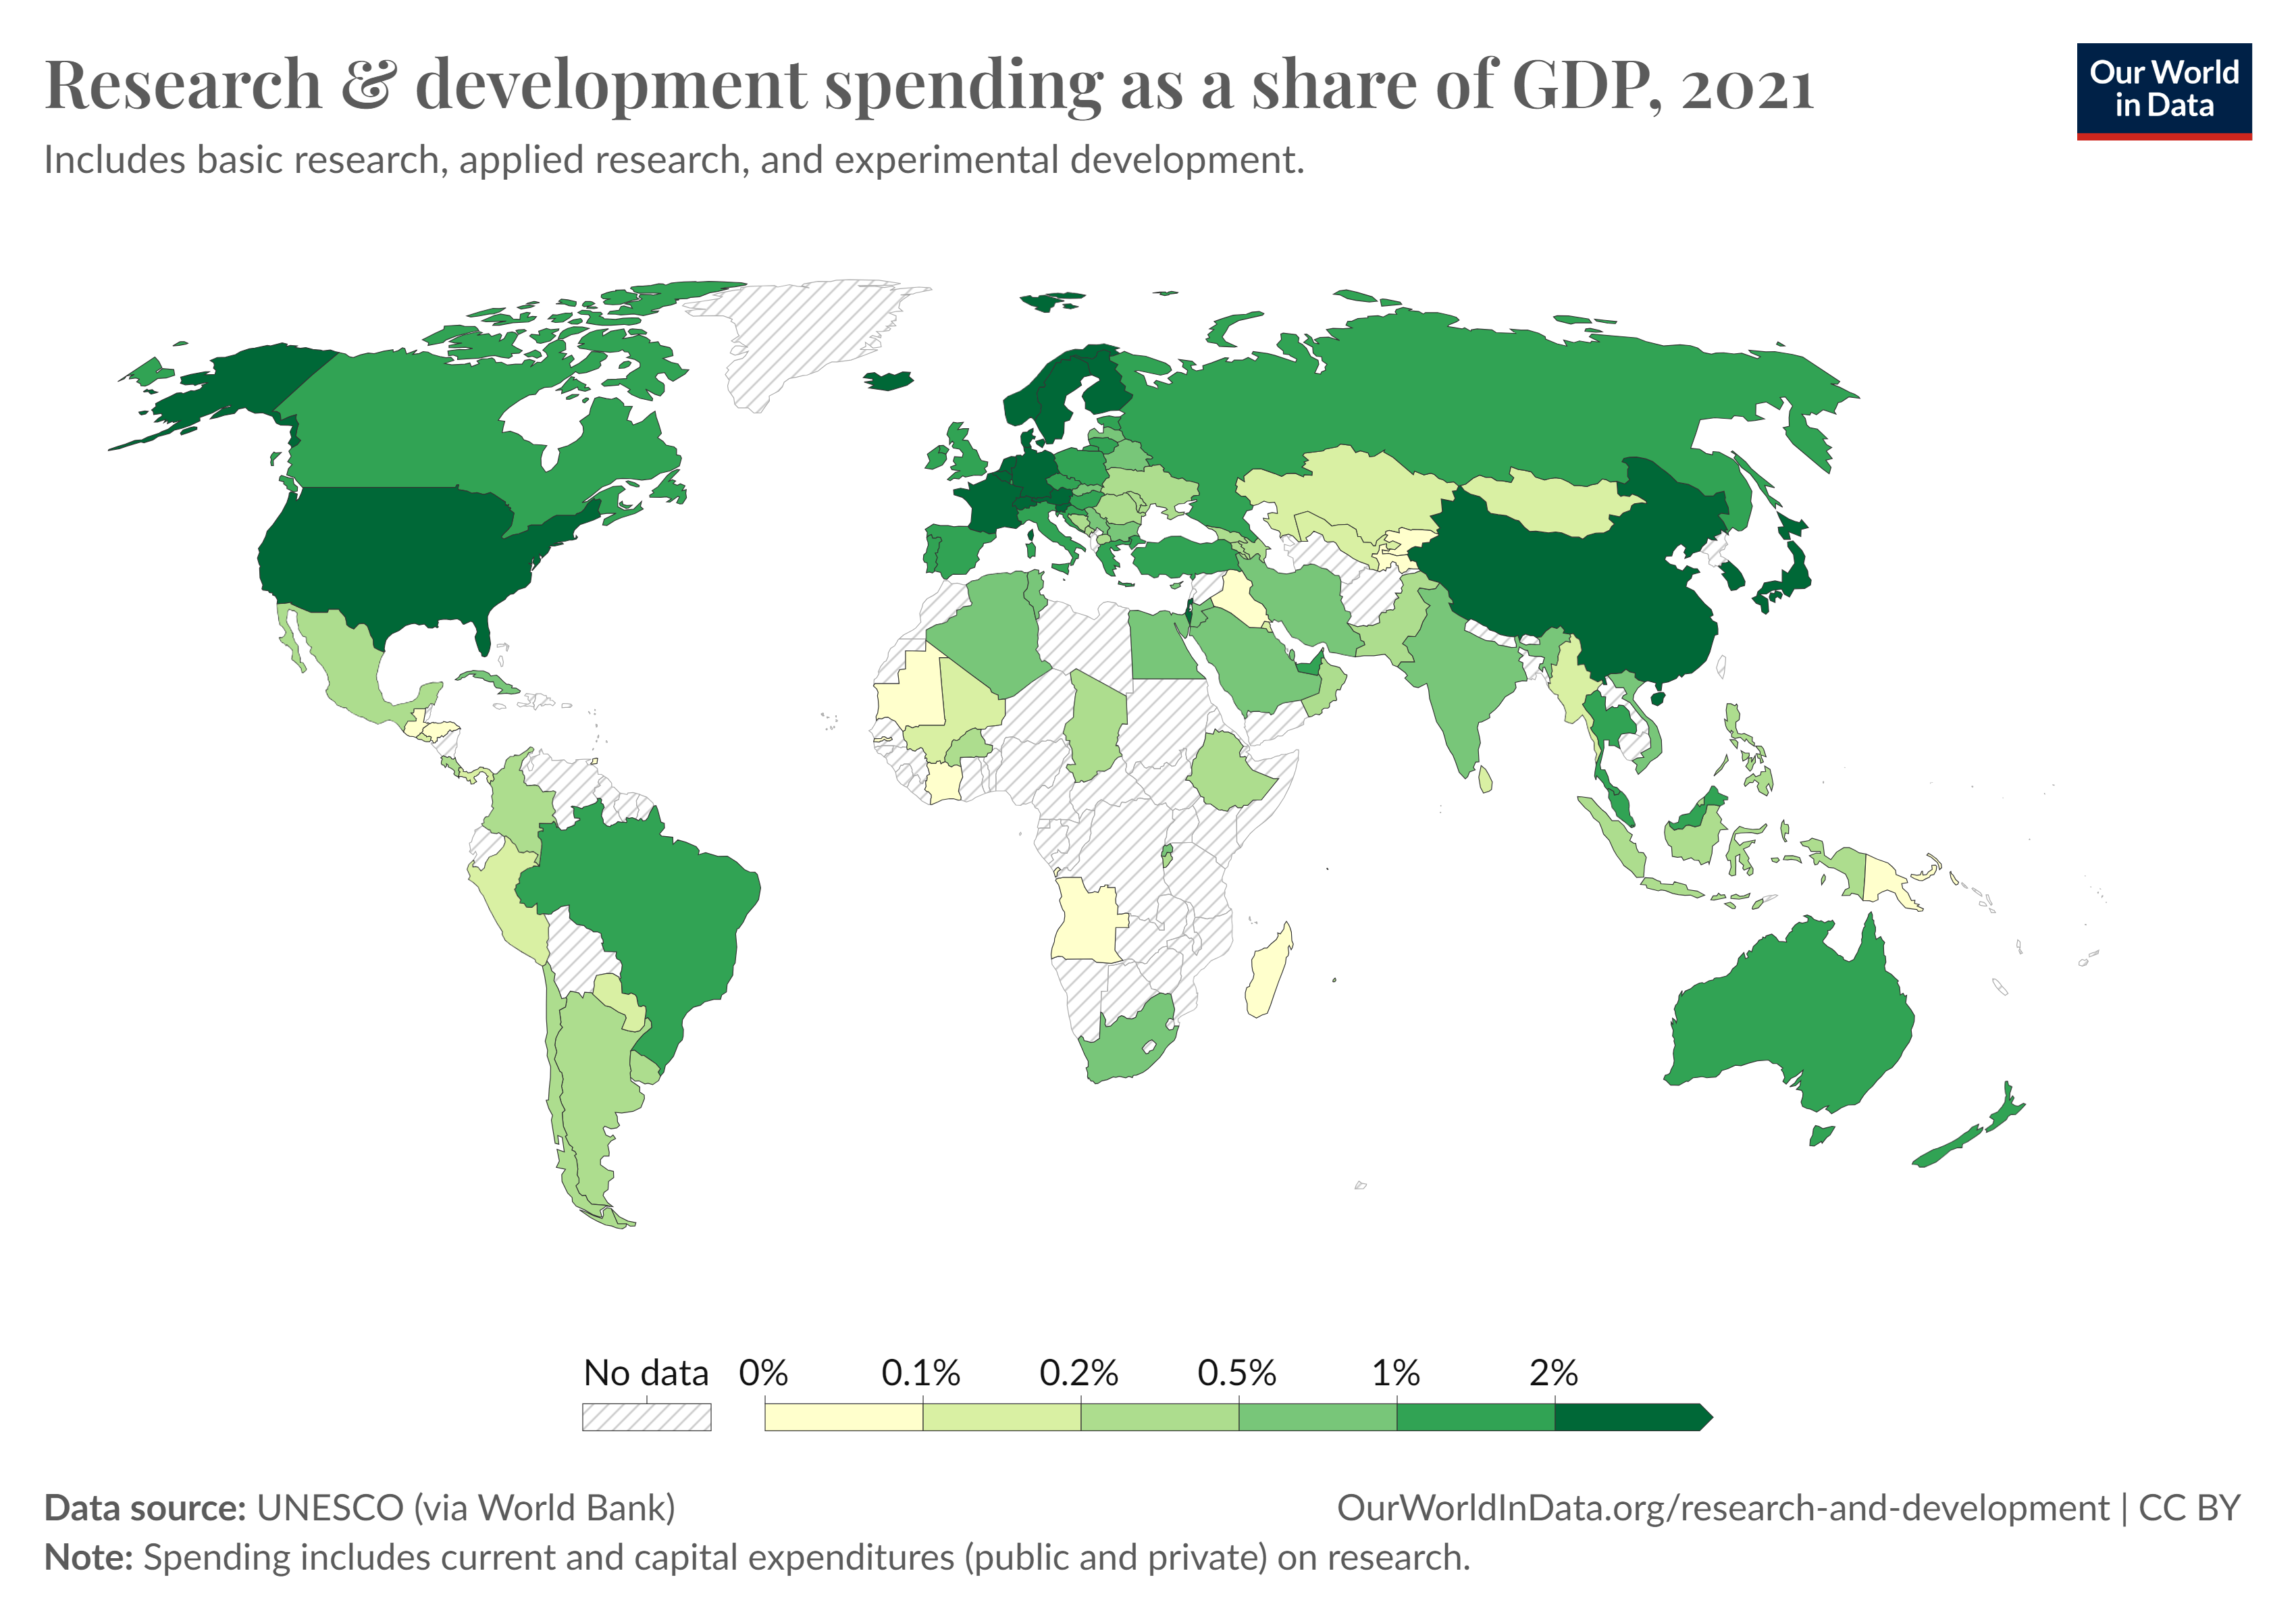 Research & development spending as a share of GDP, 2021
Our World
in Data
Includes basic research, applied research, and experimental development.
No data 0% 0.1% 0.2% 0.5% 1% 2%
Data source: UNESCO (via World Bank)
OurWorldInData.org/research-and-development | CC BY
Note: Spending includes current and capital expenditures (public and private) on research.